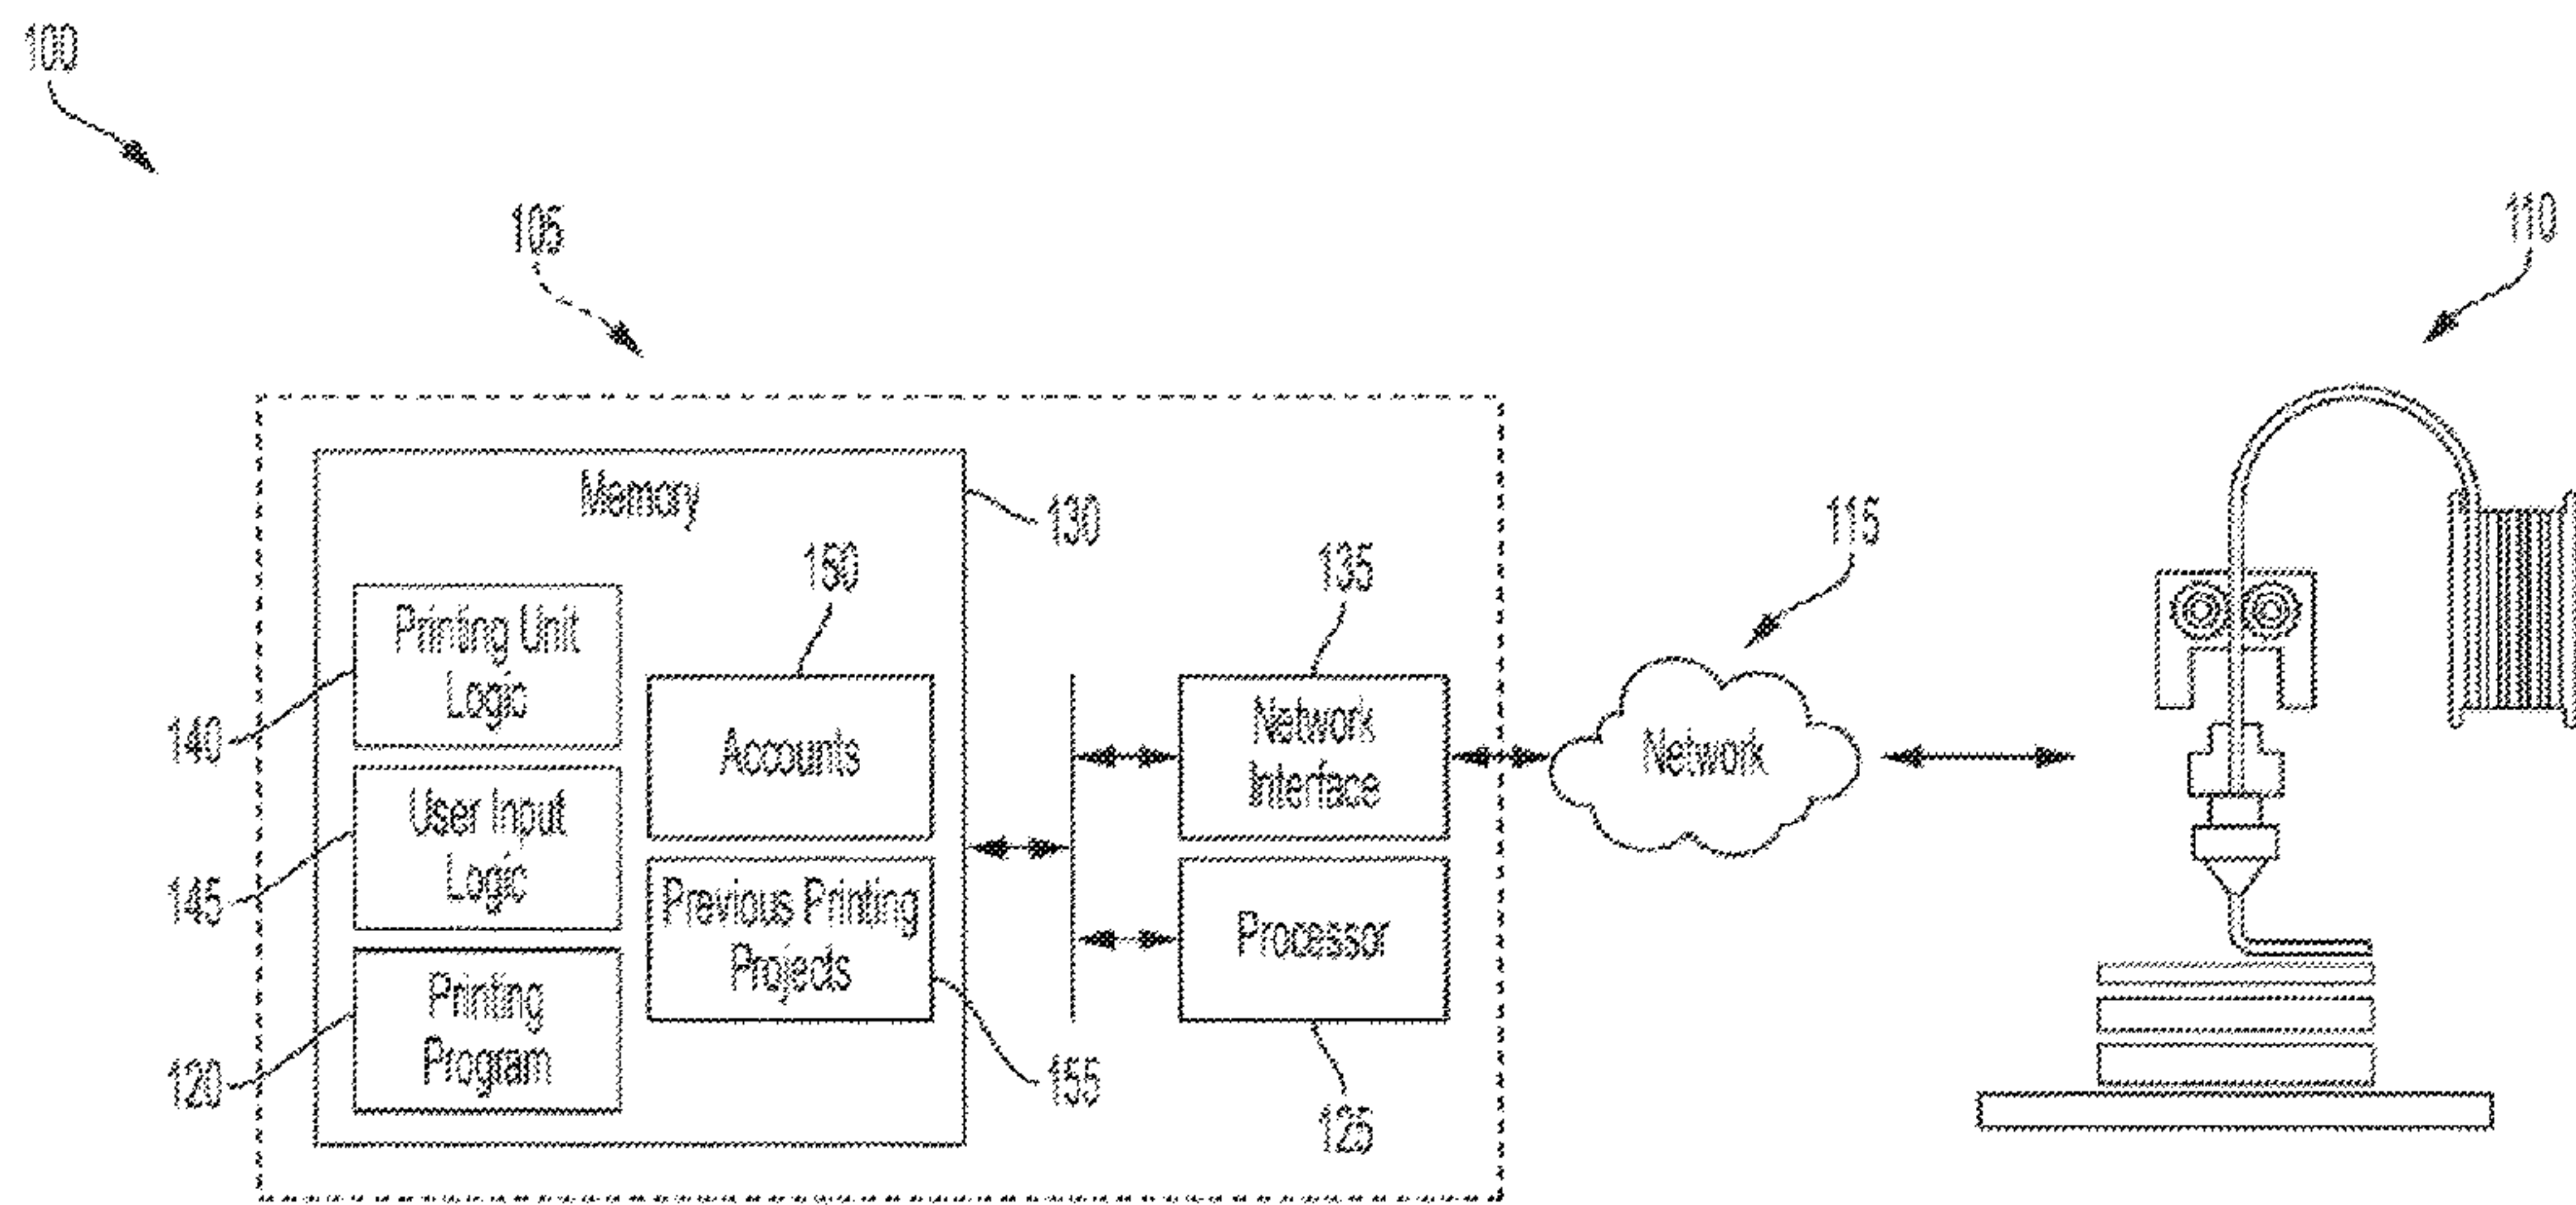 100
105
110
Memory
130
150
135
115
Printing Unit
Logic
140
Accounts
Network
Interface
Network
User Input
Logic
145
Previous Printing
Projects
Processor
Printing
Program
120
155
125